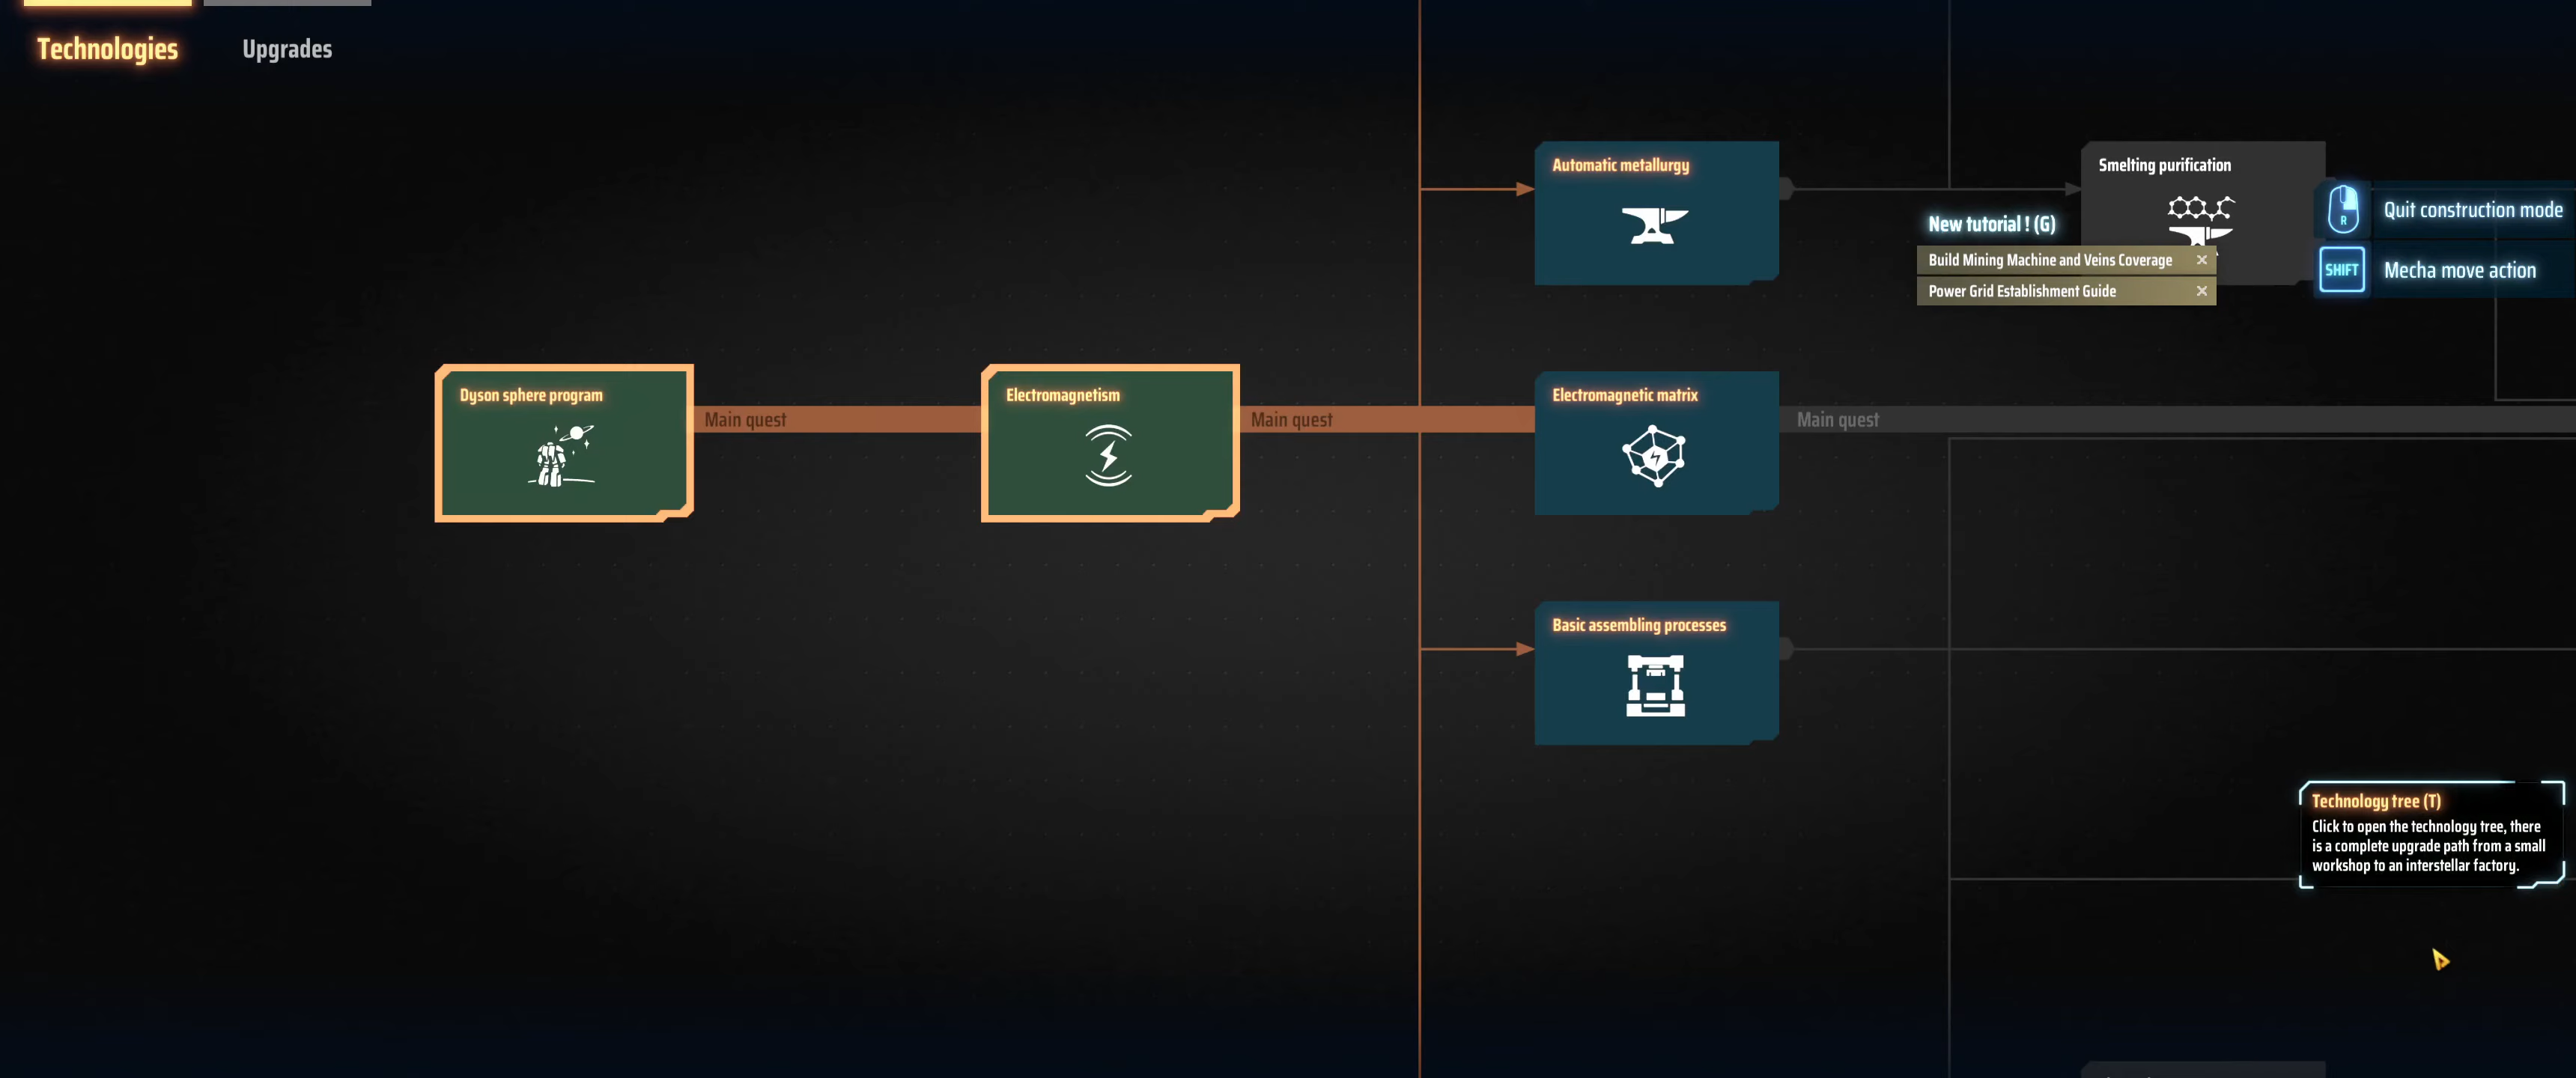 Technologies
Upgrades
Automatic metallurgy
Smelting purification
R
Quit construction mode
New tutorial ! (G)
Build Mining Machine and Veins Coverage
SHIFT
Mecha move action
Power Grid Establishment Guide
Dyson sphere program
Main quest
Electromagnetism
Main quest
Electromagnetic matrix
Main quest
Basic assembling processes
Technology tree (T)
Click to open the technology tree, there
is a complete upgrade path from a small
workshop to an interstellar factory.